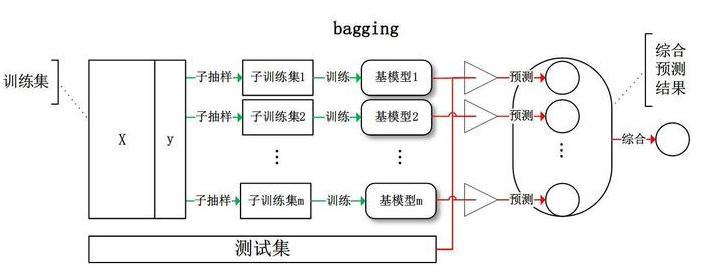 bagging
训练集
X
y
子抽样
子训练集1
训练
基模型1
预测
综合
预测
结果
子抽样
子训练集2
训练
基模型2
预测
综合
子抽样
子训练集m
训练
基模型m
预测
测试集